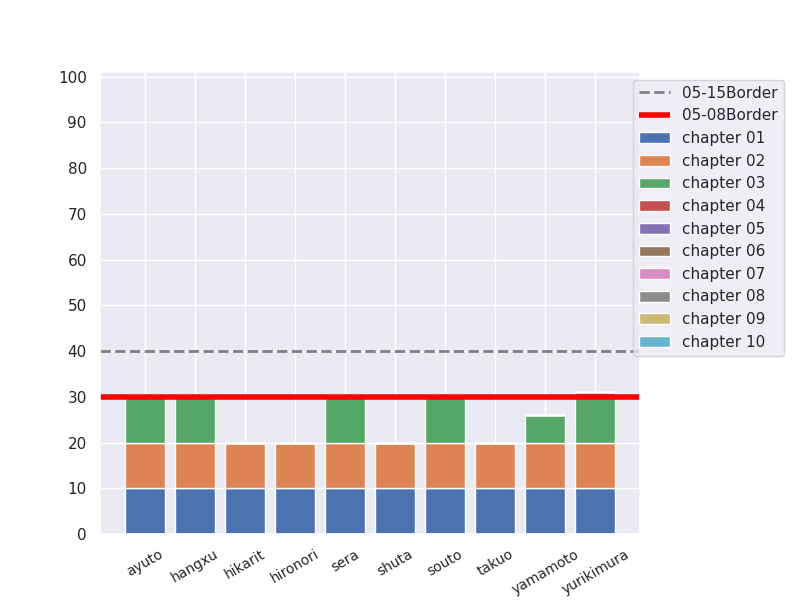 100
90
80
70
60
50
40
30
20
10
0
ayuto
hangxu
hikarit
hironori
sera
shuta
souto
takuo
yamamoto
yurikimura
05-15Border
05-08Border
chapter 01
chapter 02
chapter 03
chapter 04
chapter 05
chapter 06
chapter 07
chapter 08
chapter 09
chapter 10